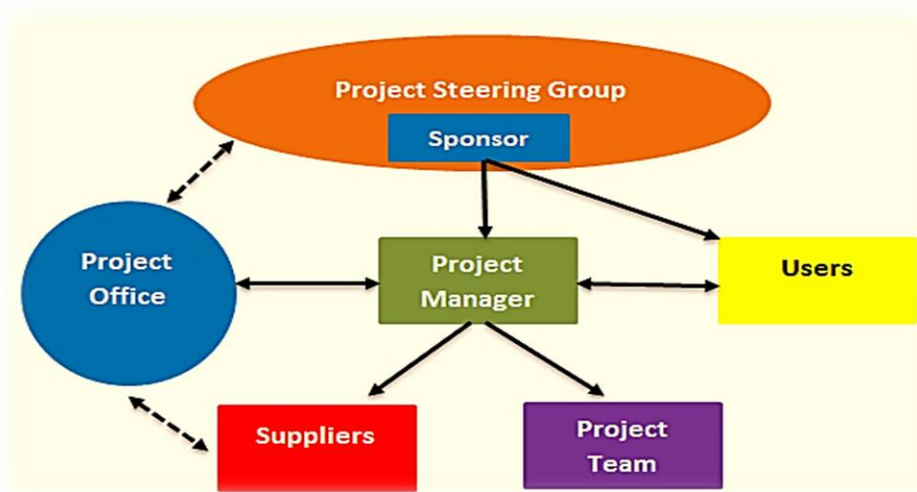 Project Steering Group
Sponsor
Project
Office
Project
Manager
Users
Suppliers
Project
Team